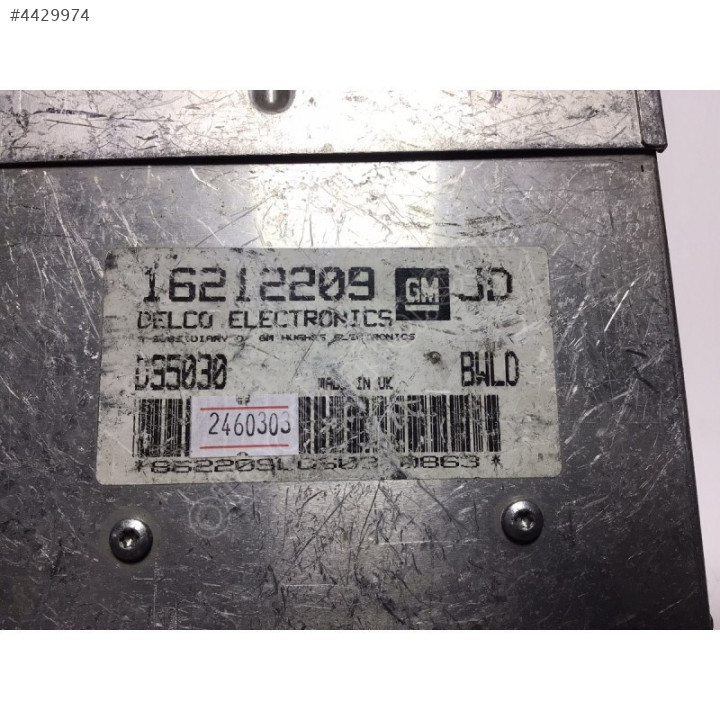 #4429974
16212209 GM JD
DELCO ELECTRONICS
GM HUGHES ELECTRONICS
D95030 MADE IN UK BWLD
2460303